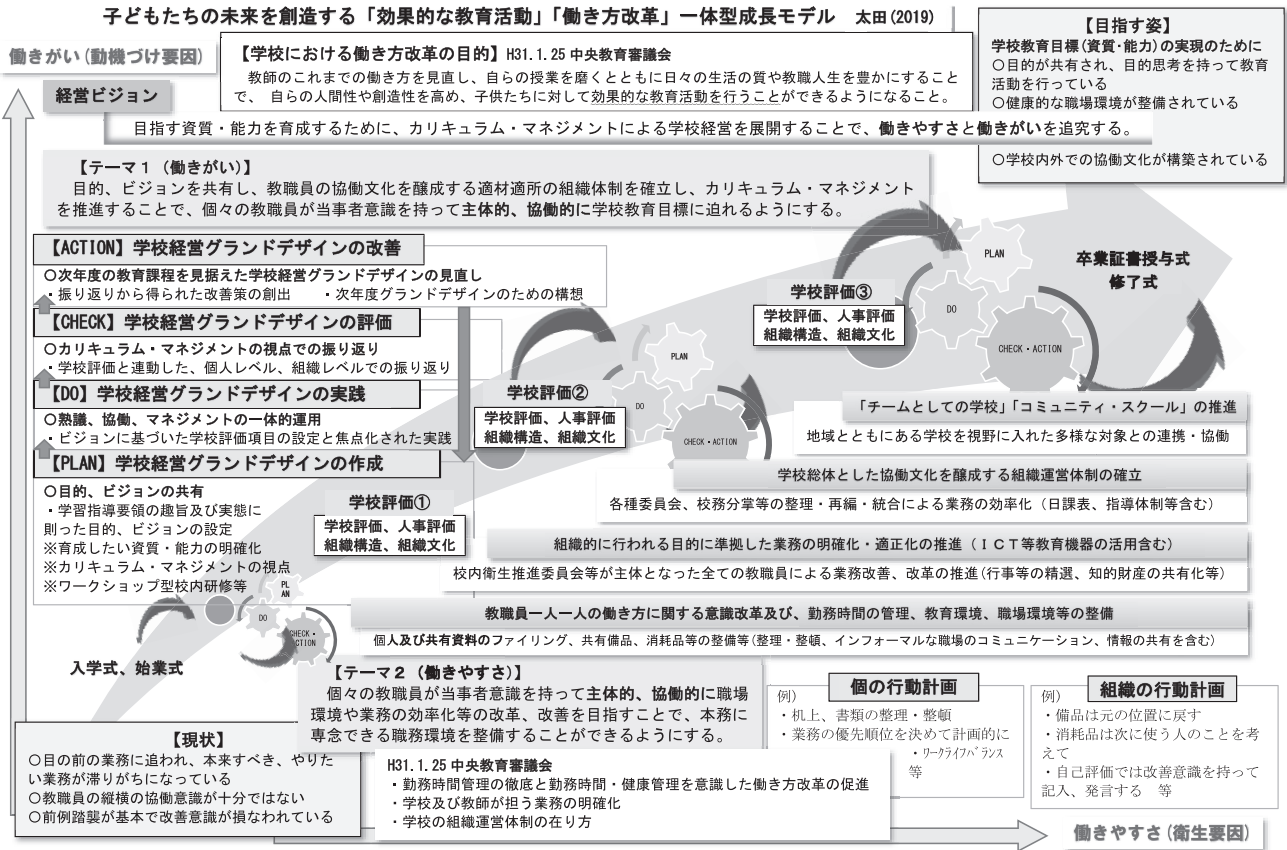 子どもたちの未来を創造する「効果的な教育活動」「働き方改革」一体型成長モデル　太田(2019)
働きがい(動機づけ要因)
【学校における働き方改革の目的】H31.1.25 中央教育審議会
教師のこれまでの働き方を見直し、自らの授業を磨くとともに日々の生活の質や教職人生を豊かにすること
で、 自らの人間性や創造性を高め、子供たちに対して効果的な教育活動を行うことができるようになること。
【目指す姿】
学校教育目標(資質・能力)の実現のために
○目的が共有され、目的思考を持って教育
活動を行っている
○健康的な職場環境が整備されている
○学校内外での協働文化が構築されている
経営ビジョン
目指す資質・能力を育成するために、カリキュラム・マネジメントによる学校経営を展開することで、働きやすさと働きがいを追究する。
【テーマ１（働きがい)】
目的、ビジョンを共有し、教職員の協働文化を醸成する適材適所の組織体制を確立し、カリキュラム・マネジメント
を推進することで、個々の教職員が当事者意識を持って主体的、協働的に学校教育目標に迫れるようにする。
【ACTION】学校経営グランドデザインの改善
○次年度の教育課程を見据えた学校経営グランドデザインの見直し
・振り返りから得られた改善策の創出　・次年度グランドデザインのための構想
【CHECK】学校経営グランドデザインの評価
○カリキュラム・マネジメントの視点での振り返り
・学校評価と連動した、個人レベル、組織レベルでの振り返り
【DO】学校経営グランドデザインの実践
○熟議、協働、マネジメントの一体的運用
・ビジョンに基づいた学校評価項目の設定と焦点化された実践
【PLAN】学校経営グランドデザインの作成
○目的、ビジョンの共有
・学習指導要領の趣旨及び実態に
則った目的、ビジョンの設定
※育成したい資質・能力の明確化
※カリキュラム・マネジメントの視点
※ワークショップ型校内研修等
学校評価①
学校評価、人事評価
組織構造、組織文化
PL
AN
DO
CHECK・
ACTION
入学式、始業式
学校評価②
学校評価、人事評価
組織構造、組織文化
PLAN
DO
CHECK・ACTION
学校評価③
学校評価、人事評価
組織構造、組織文化
PLAN
DO
CHECK・ACTION
卒業証書授与式
修了式
「チームとしての学校」「コミュニティ・スクール」の推進
地域とともにある学校を視野に入れた多様な対象との連携・協働
学校総体とした協働文化を醸成する組織運営体制の確立
各種委員会、校務分掌等の整理・再編・統合による業務の効率化（日課表、指導体制等含む）
組織的に行われる目的に準拠した業務の明確化・適正化の推進（ＩＣＴ等教育機器の活用含む）
校内衛生推進委員会等が主体となった全ての教職員による業務改善、改革の推進(行事等の精選、知的財産の共有化等）
教職員一人一人の働き方に関する意識改革及び、勤務時間の管理、教育環境、職場環境等の整備
個人及び共有資料のファイリング、共有備品、消耗品等の整備等(整理・整頓、インフォーマルな職場のコミュニケーション、情報の共有を含む)
【テーマ２（働きやすさ)】
個々の教職員が当事者意識を持って主体的、協働的に職場
環境や業務の効率化等の改革、改善を目指すことで、本務に
専念できる職務環境を整備することができるようにする。
個の行動計画
例）
・机上、書類の整理・整頓
・業務の優先順位を決めて計画的に
・ﾜｰｸﾗｲﾌﾊﾞﾗﾝｽ
等
組織の行動計画
例）
・備品は元の位置に戻す
・消耗品は次に使う人のことを考
えて
・自己評価では改善意識を持って
記入、発言する　等
【現状】
○目の前の業務に追われ、本来すべき、やりた
い業務が滞りがちになっている
○教職員の縦横の協働意識が十分ではない
○前例踏襲が基本で改善意識が損なわれている
H31.1.25 中央教育審議会
・勤務時間管理の徹底と勤務時間・健康管理を意識した働き方改革の促進
・学校及び教師が担う業務の明確化
・学校の組織運営体制の在り方
働きやすさ(衛生要因)